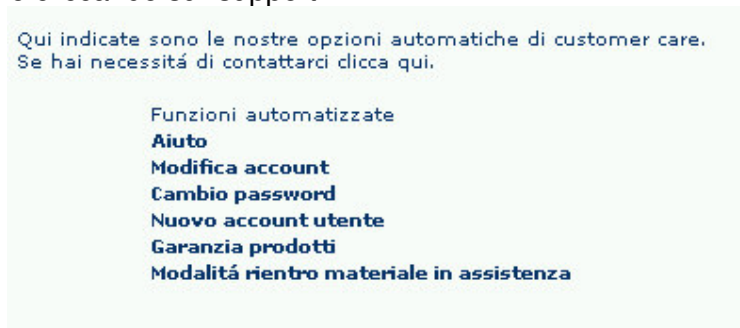 Qui indicate sono le nostre opzioni automatiche di customer care.
Se hai necessitá di contattarci clicca qui.
Funzioni automatizzate
Aiuto
Modifica account
Cambio password
Nuovo account utente
Garanzia prodotti
Modalitá rientro materiale in assistenza